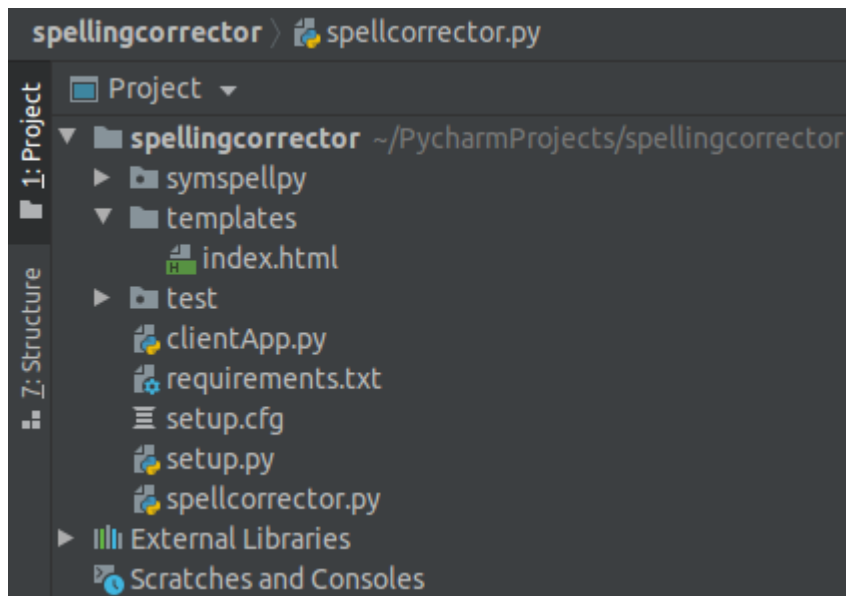 spellingcorrector 〉 spellcorrector.py
1: Project
Project
spellingcorrector ~/PycharmProjects/spellingcorrector
symspellpy
templates
H index.html
test
clientApp.py
requirements.txt
7: Structure
setup.cfg
setup.py
spellcorrector.py
External Libraries
Scratches and Consoles